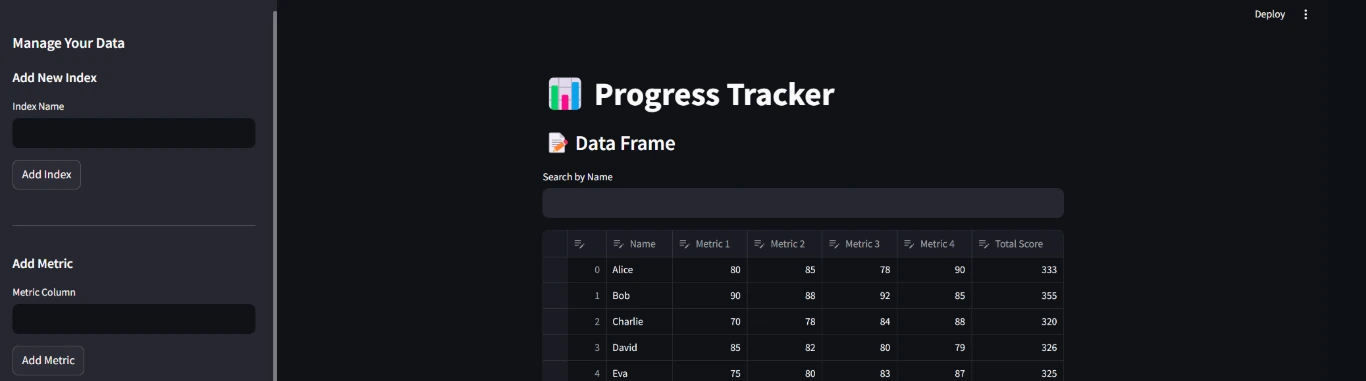 Deploy
Manage Your Data
Add New Index
Index Name
Add Index
Add Metric
Metric Column
Add Metric
Progress Tracker
Data Frame
Search by Name
Name Metric 1 Metric 2 Metric 3 Metric 4 Total Score
0 Alice 80 85 78 90 333
1 Bob 90 88 92 85 355
2 Charlie 70 78 84 88 320
3 David 85 82 80 79 326
4 Eva 75 80 83 87 325